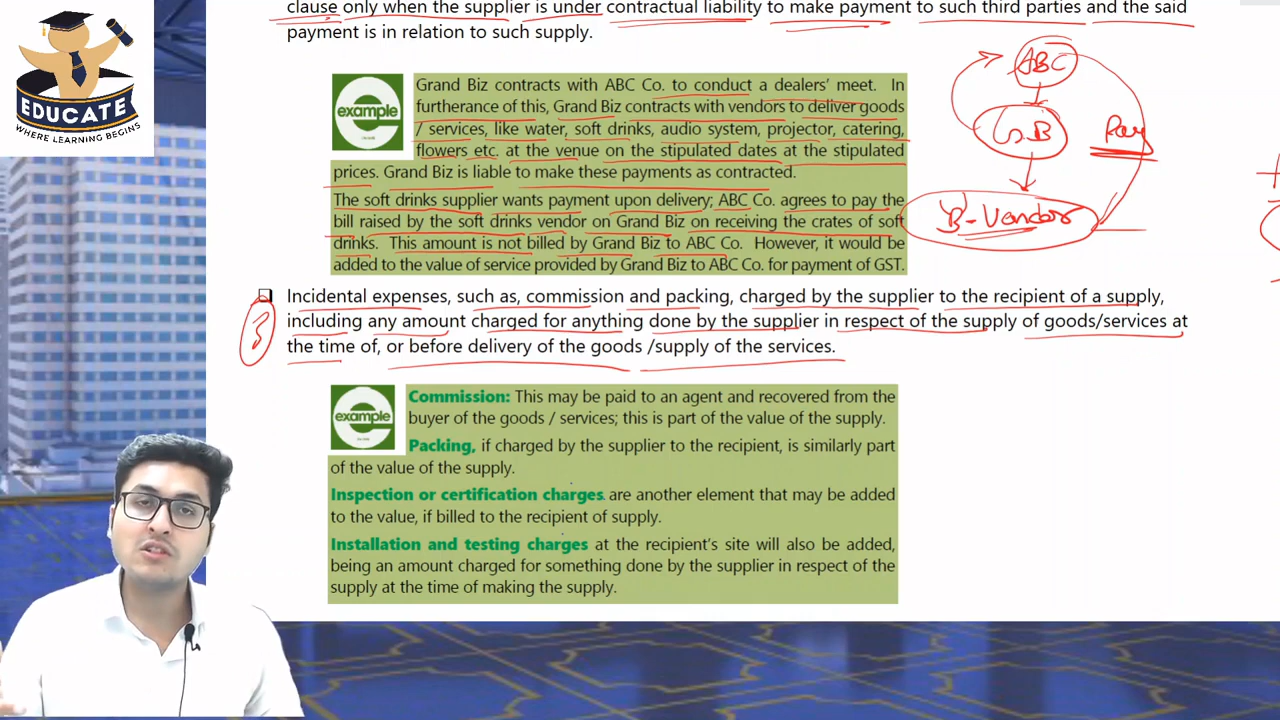 clause only when the supplier is under contractual liability to make payment to such third parties and the said
payment is in relation to such supply.
EDUCATE
WHERE LEARNING BEGINS
example
Grand Biz contracts with ABC Co. to conduct a dealers' meet. In
furtherance of this, Grand Biz contracts with vendors to deliver goods
/ services, like water, soft drinks, audio system, projector, catering,
flowers etc. at the venue on the stipulated dates at the stipulated
prices. Grand Biz is liable to make these payments as contracted.
The soft drinks supplier wants payment upon delivery; ABC Co. agrees to pay the
bill raised by the soft drinks vendor on Grand Biz on receiving the crates of soft
drinks. This amount is not billed by Grand Biz to ABC Co. However, it would be
added to the value of service provided by Grand Biz to ABC Co. for payment of GST.
ABC
G.B
Pay
B-Vendor
3
Incidental expenses, such as, commission and packing, charged by the supplier to the recipient of a supply,
including any amount charged for anything done by the supplier in respect of the supply of goods/services at
the time of, or before delivery of the goods /supply of the services.
example
Commission: This may be paid to an agent and recovered from the
buyer of the goods / services; this is part of the value of the supply.
Packing, if charged by the supplier to the recipient, is similarly part
of the value of the supply.
Inspection or certification charges are another element that may be added
to the value, if billed to the recipient of supply.
Installation and testing charges at the recipient's site will also be added,
being an amount charged for something done by the supplier in respect of the
supply at the time of making the supply.